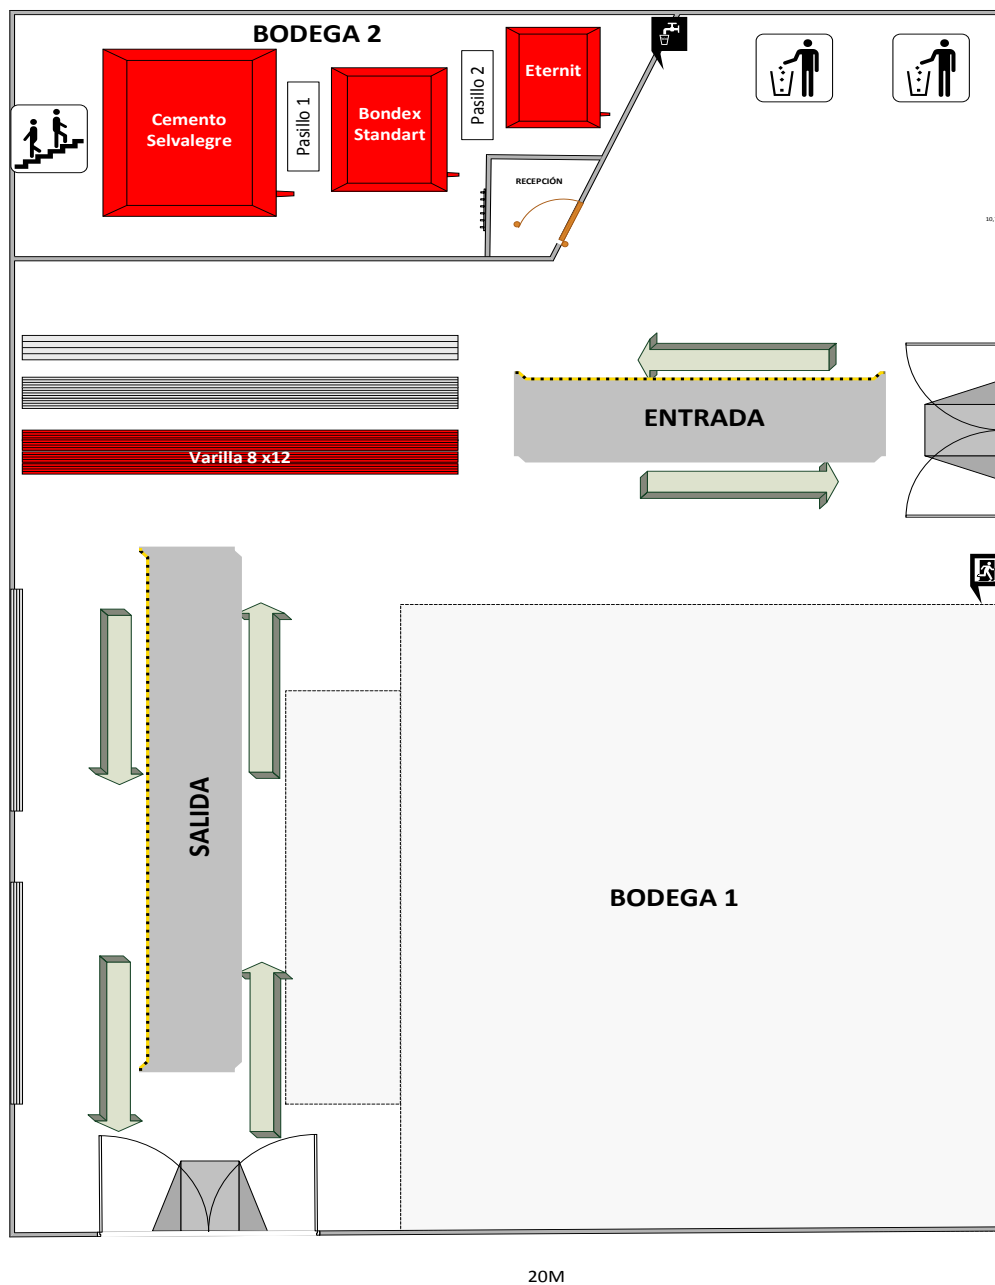 BODEGA 2
Cemento
Selvalegre
Pasillo 1
Bondex
Standart
Pasillo 2
Eternit
RECEPCIÓN
10,
Varilla 8 x12
ENTRADA
SALIDA
BODEGA 1
20M